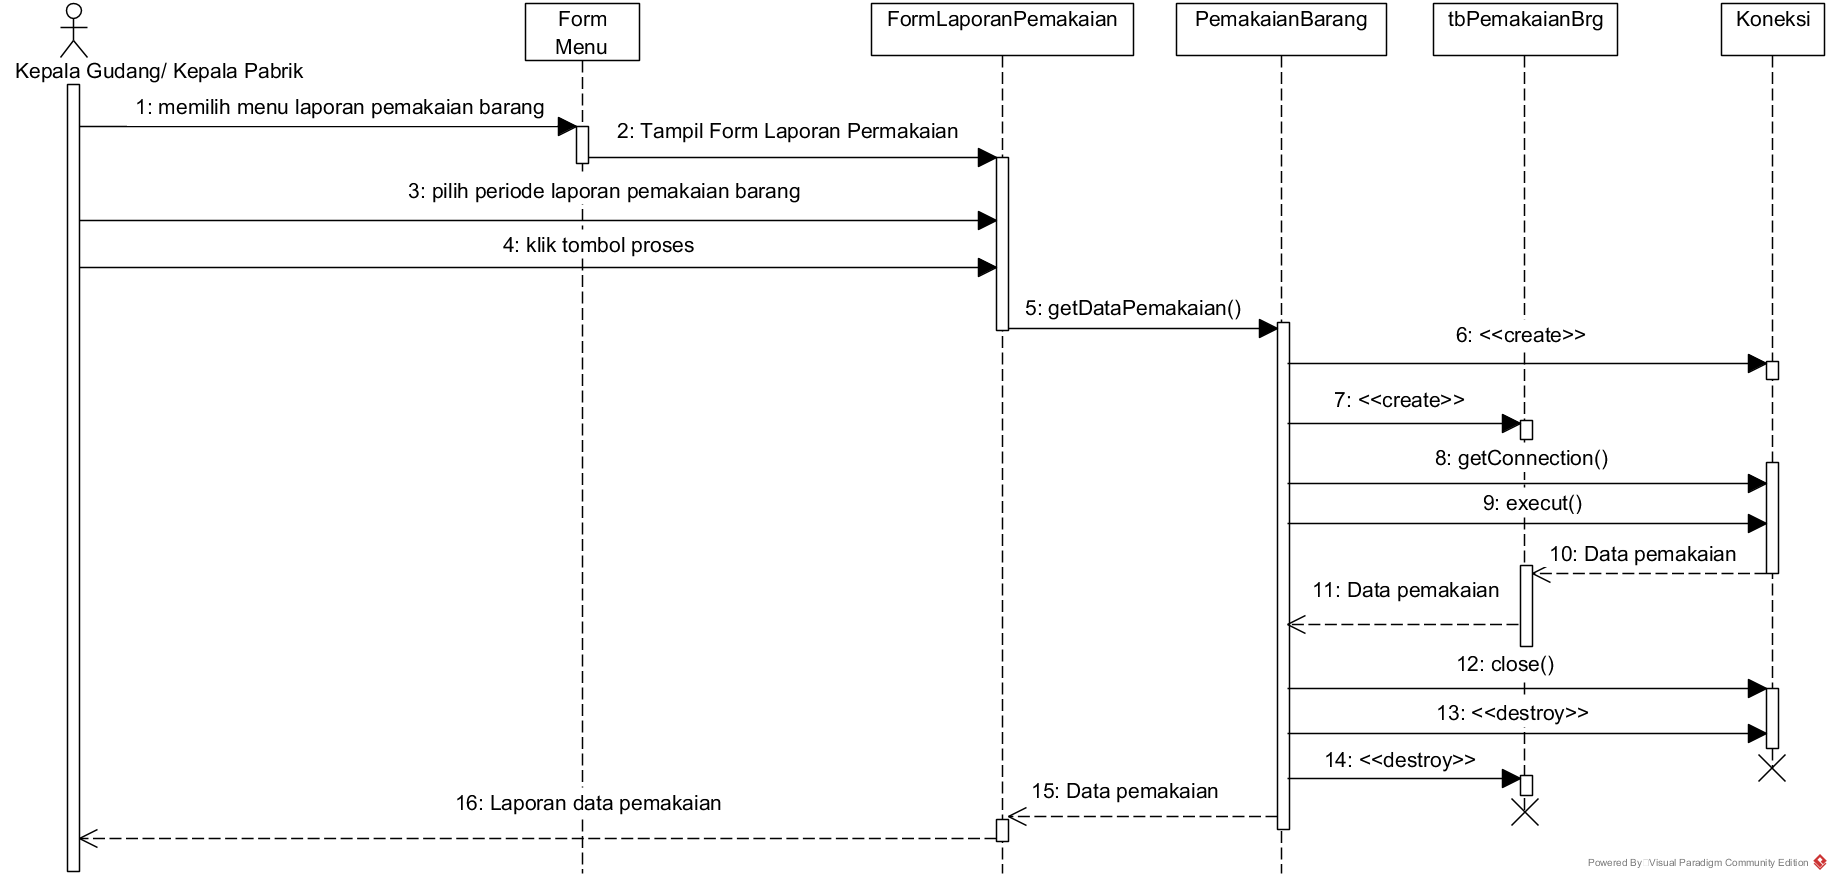 Form
Menu
FormLaporanPemakaian
PemakaianBarang
tbPemakaianBrg
Koneksi
Kepala Gudang/ Kepala Pabrik
1: memilih menu laporan pemakaian barang
2: Tampil Form Laporan Permakaian
3: pilih periode laporan pemakaian barang
4: klik tombol proses
5: getDataPemakaian()
6: <<create>>
7: <<create>>
8: getConnection()
9: execut()
10: Data pemakaian
11: Data pemakaian
12: close()
13: <<destroy>>
14: <<destroy>>
15: Data pemakaian
16: Laporan data pemakaian
Powered By Visual Paradigm Community Edition